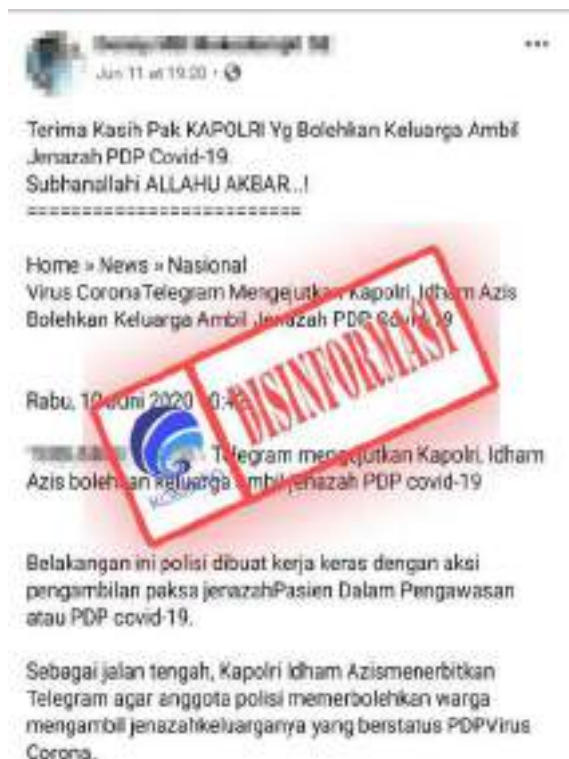 Jun 11 at 19:20
Terima Kasih Pak KAPOLRI Yg Bolehkan Keluarga Ambil
Jenazah PDP Covid-19.
Subhanallahi ALLAHU AKBAR..!
==========================
Home » News » Nasional
Virus CoronaTelegram Mengejutkan Kapolri, Idham Azis
Bolehkan Keluarga Ambil Jenazah PDP Covid-19
DISINFORMASI
Rabu, 10 Juni 2020
KOMINFO
Telegram mengejutkan Kapolri, Idham
Azis bolehkan keluarga ambil jenazah PDP covid-19
Belakangan ini polisi dibuat kerja keras dengan aksi
pengambilan paksa jenazahPasien Dalam Pengawasan
atau PDP covid-19.
Sebagai jalan tengah, Kapolri Idham Azismenerbitkan
Telegram agar anggota polisi memerbolehkan warga
mengambil jenazahkeluarganya yang berstatus PDPVirus
Corona.